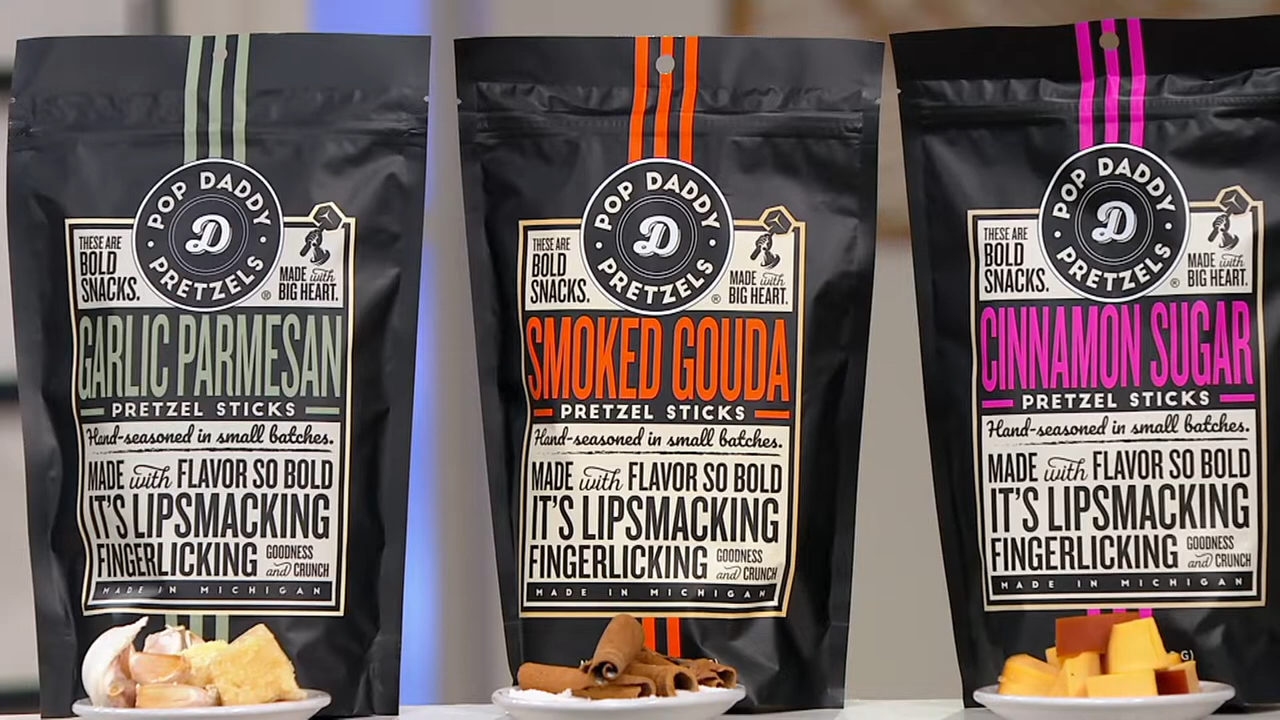 POP DADDY
D
PRETZELS
®
THESE ARE
BOLD
SNACKS.
MADE with
BIG HEART.
GARLIC PARMESAN
PRETZEL STICKS
Hand-seasoned in small batches.
MADE with FLAVOR SO BOLD
IT'S LIPSMACKING
FINGERLICKING GOODNESS
and CRUNCH
MADE IN MICHIGAN
POP DADDY
D
PRETZELS
®
THESE ARE
BOLD
SNACKS.
MADE with
BIG HEART.
SMOKED GOUDA
PRETZEL STICKS
Hand-seasoned in small batches.
MADE with FLAVOR SO BOLD
IT'S LIPSMACKING
FINGERLICKING GOODNESS
and CRUNCH
MADE IN MICHIGAN
POP DADDY
D
PRETZELS
®
THESE ARE
BOLD
SNACKS.
MADE with
BIG HEART.
CINNAMON SUGAR
PRETZEL STICKS
Hand-seasoned in small batches.
MADE with FLAVOR SO BOLD
IT'S LIPSMACKING
FINGERLICKING GOODNESS
and CRUNCH
MADE IN MICHIGAN
G)